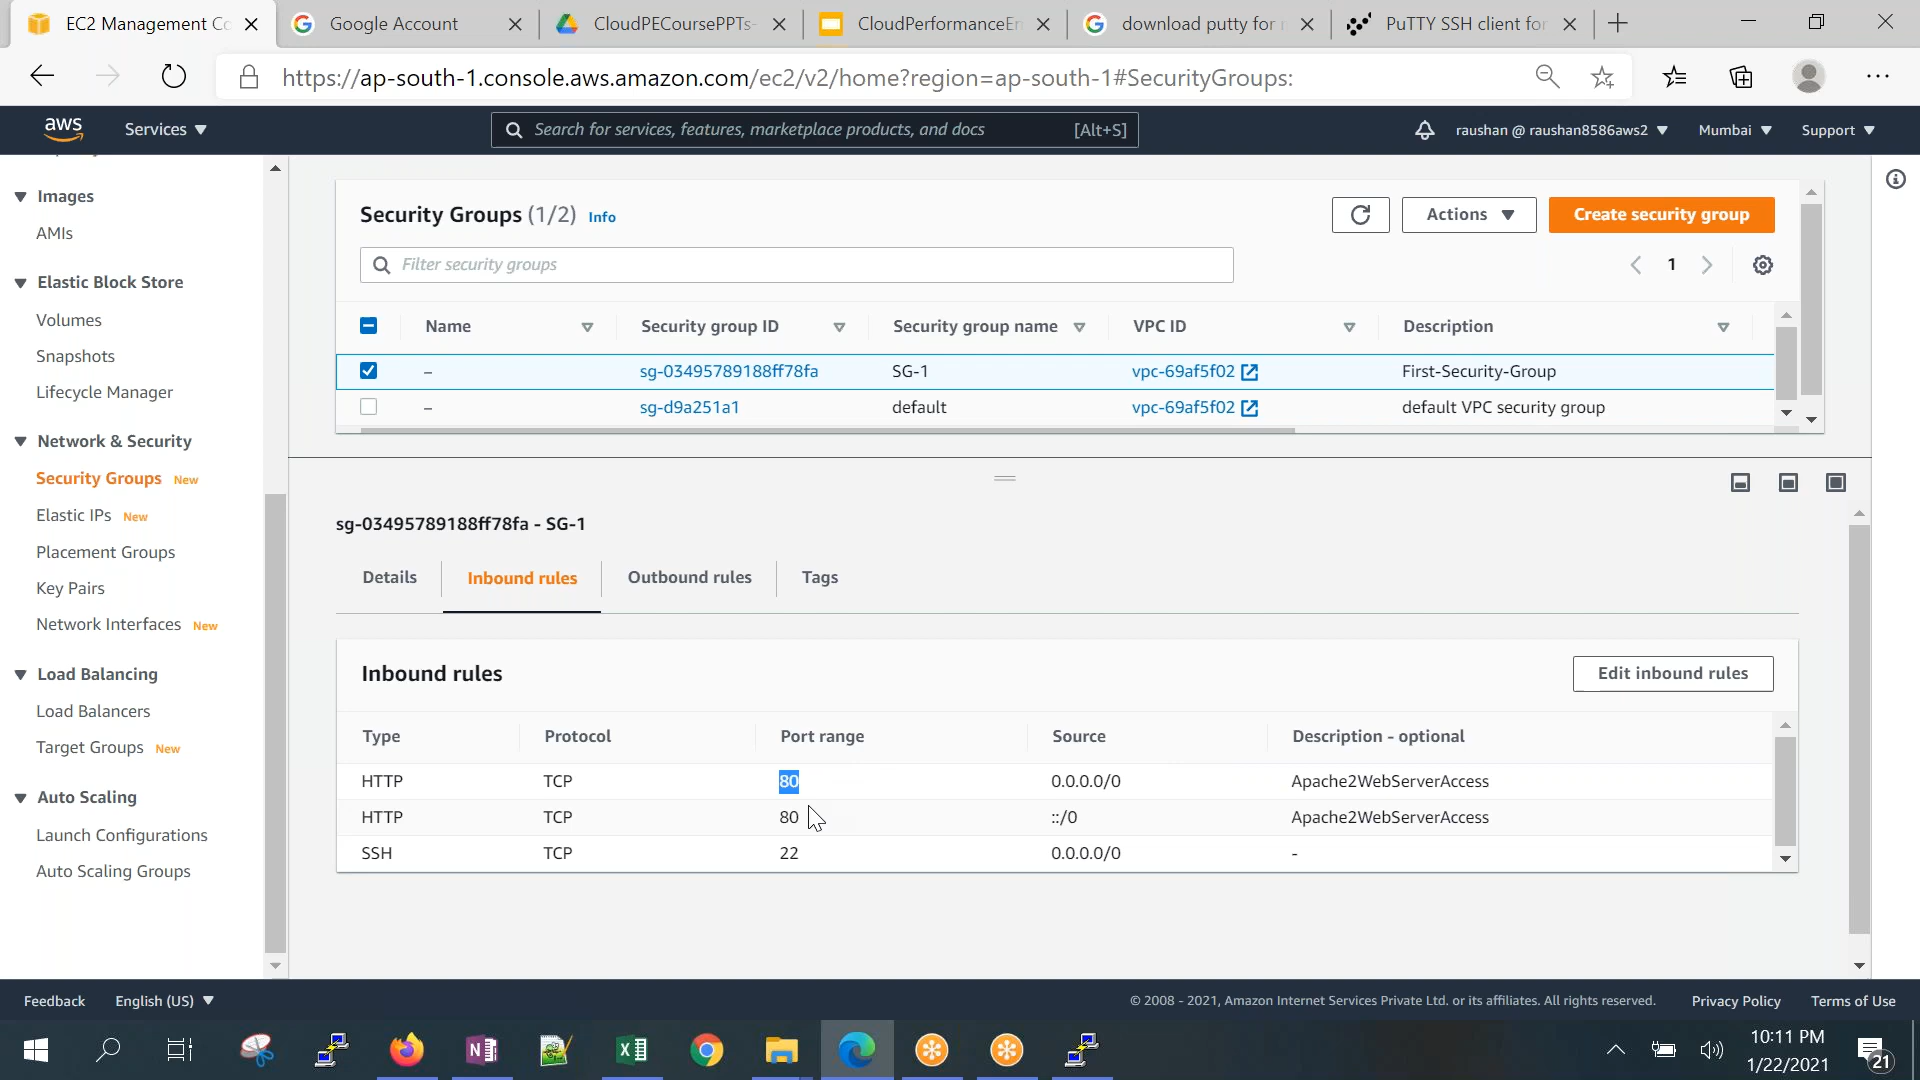 EC2 Management Co
Google Account
CloudPECoursePPTs-
CloudPerformanceEn
download putty for
PuTTY SSH client for
https://ap-south-1.console.aws.amazon.com/ec2/v2/home?region=ap-south-1#SecurityGroups:
aws
Services
Search for services, features, marketplace products, and docs
[Alt+S]
raushan @ raushan8586aws2
Mumbai
Support
Images
AMIs
Elastic Block Store
Volumes
Snapshots
Lifecycle Manager
Network & Security
Security Groups New
Elastic IPs New
Placement Groups
Key Pairs
Network Interfaces New
Load Balancing
Load Balancers
Target Groups New
Auto Scaling
Launch Configurations
Auto Scaling Groups
Security Groups (1/2) Info
Actions
Create security group
Filter security groups
1
Name Security group ID Security group name VPC ID Description
– sg-03495789188ff78fa SG-1 vpc-69af5f02 First-Security-Group
– sg-d9a251a1 default vpc-69af5f02 default VPC security group
sg-03495789188ff78fa - SG-1
Details Inbound rules Outbound rules Tags
Inbound rules
Edit inbound rules
Type Protocol Port range Source Description - optional
HTTP TCP 80 0.0.0.0/0 Apache2WebServerAccess
HTTP TCP 80 ::/0 Apache2WebServerAccess
SSH TCP 22 0.0.0.0/0 -
Feedback English (US)
© 2008 - 2021, Amazon Internet Services Private Ltd. or its affiliates. All rights reserved. Privacy Policy Terms of Use
10:11 PM
1/22/2021
21